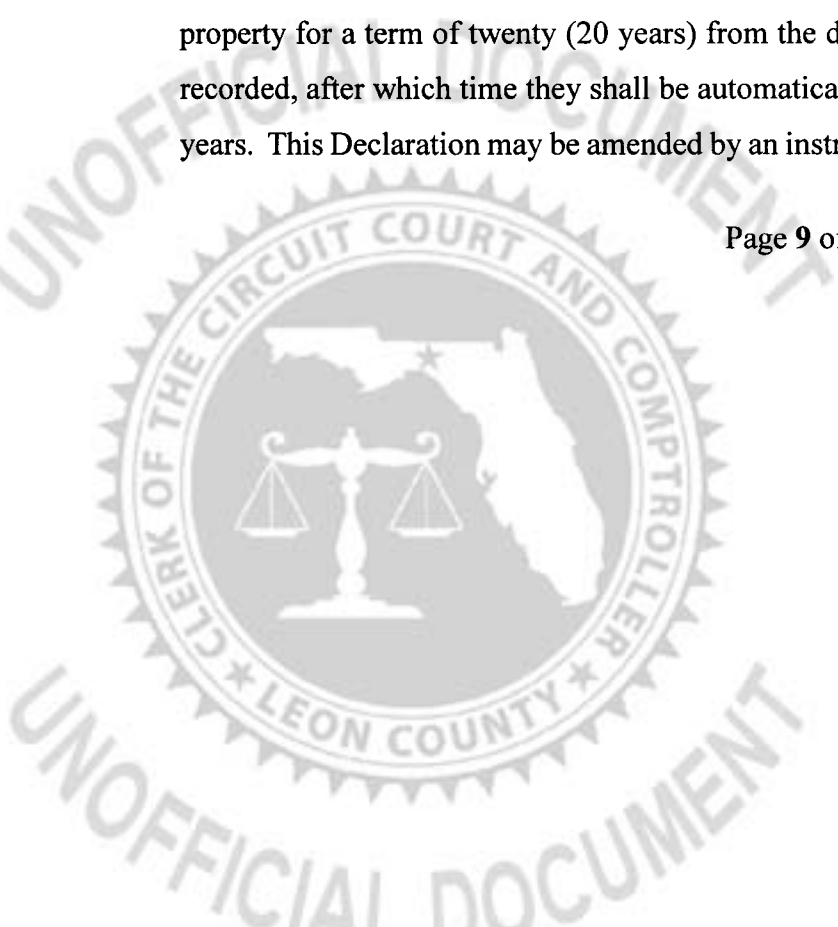 property for a term of twenty (20 years) from the d
recorded, after which time they shall be automatica
years. This Declaration may be amended by an instr
UNOFFICIAL DOCUMENT
Page 9 o
CLERK OF THE CIRCUIT COURT AND COMPTROLLER
LEON COUNTY
UNOFFICIAL DOCUMENT